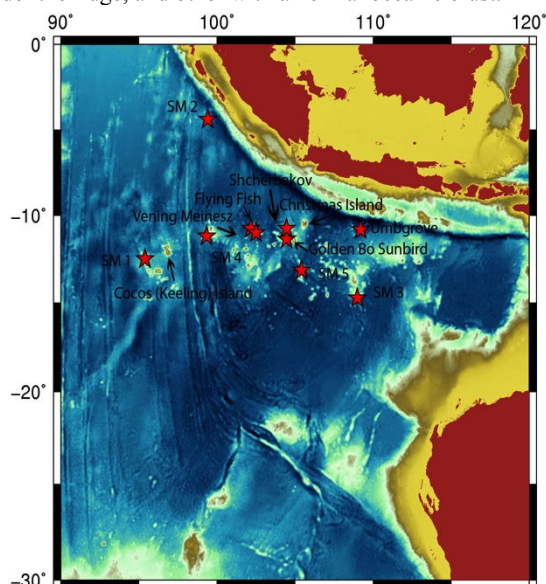 90° 100° 110° 120°
0°
SM 2
Shcherbakov
Flying Fish Christmas Island
–10°
Vening Meinesz Umbgrove
SM 1 SM 4 Golden Bo Sunbird
SM 5
Cocos (Keeling) Island SM 3
–20°
–30°